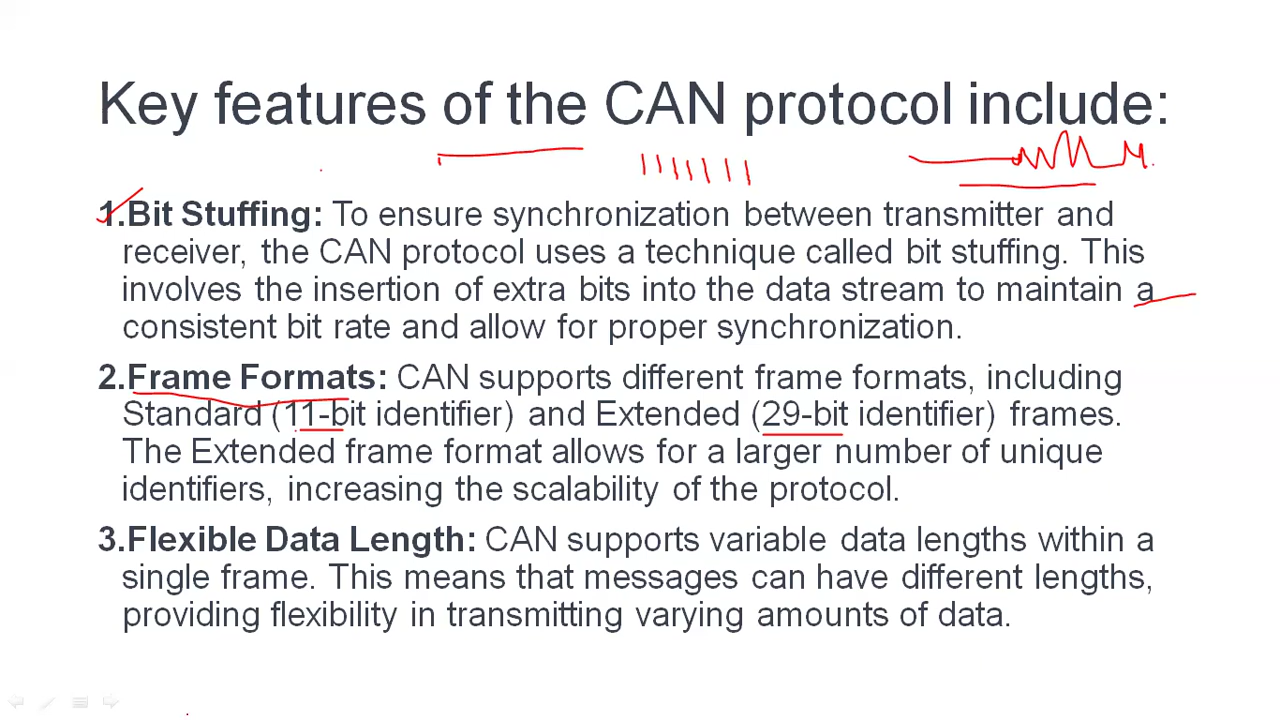 Key features of the CAN protocol include:
1.Bit Stuffing: To ensure synchronization between transmitter and
receiver, the CAN protocol uses a technique called bit stuffing. This
involves the insertion of extra bits into the data stream to maintain a
consistent bit rate and allow for proper synchronization.
2.Frame Formats: CAN supports different frame formats, including
Standard (11-bit identifier) and Extended (29-bit identifier) frames.
The Extended frame format allows for a larger number of unique
identifiers, increasing the scalability of the protocol.
3.Flexible Data Length: CAN supports variable data lengths within a
single frame. This means that messages can have different lengths,
providing flexibility in transmitting varying amounts of data.